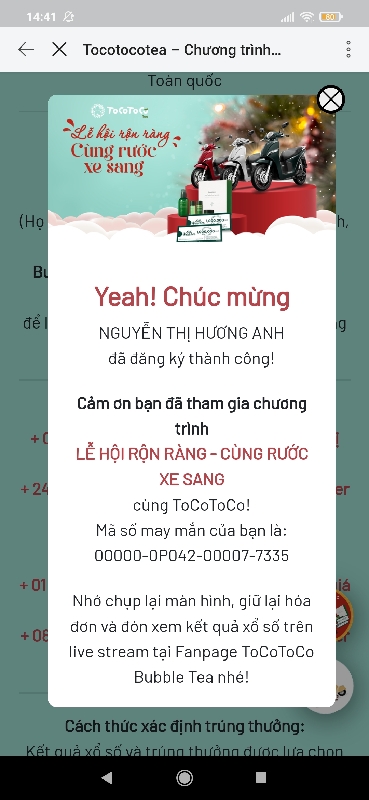 14:41
80
Tocotocotea – Chương trình...
Toàn quốc
ToCoToCo
Lễ hội rộn ràng
Cùng rước
xe sang
(Họ
h,
Bu
để l
g
Yeah! Chúc mừng
NGUYỄN THỊ HƯƠNG ANH
đã đăng ký thành công!
Cảm ơn bạn đã tham gia chương
trình
LỄ HỘI RỘN RÀNG - CÙNG RƯỚC
XE SANG
cùng ToCoToCo!
Mã số may mắn của bạn là:
00000-0P042-00007-7335
Nhớ chụp lại màn hình, giữ lại hóa
đơn và đón xem kết quả xổ số trên
live stream tại Fanpage ToCoToCo
Bubble Tea nhé!
+ 24
er
+ 01
giá
+ 08
er
Cách thức xác định trúng thưởng:
Kết quả xổ số và trúng thưởng được lựa chọn